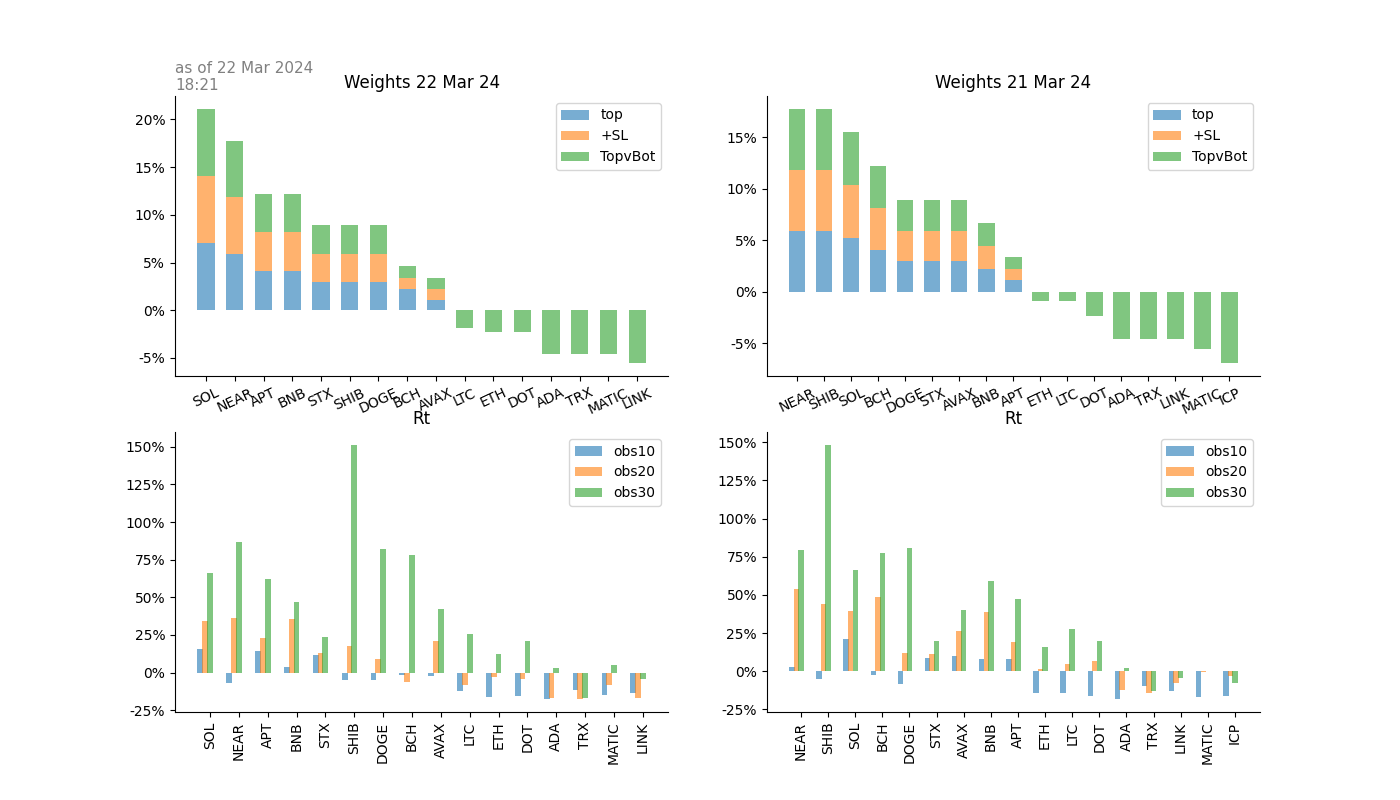 as of 22 Mar 2024
18:21
Weights 22 Mar 24
20%
15%
10%
5%
0%
-5%
top
+SL
TopvBot
SOL NEAR APT BNB STX SHIB DOGE BCH AVAX LTC ETH DOT ADA TRX MATIC LINK
Weights 21 Mar 24
15%
10%
5%
0%
-5%
top
+SL
TopvBot
NEAR SHIB SOL BCH DOGE STX AVAX BNB APT ETH LTC DOT ADA TRX LINK MATIC ICP
Rt
150%
125%
100%
75%
50%
25%
0%
-25%
obs10
obs20
obs30
SOL NEAR APT BNB STX SHIB DOGE BCH AVAX LTC ETH DOT ADA TRX MATIC LINK
Rt
150%
125%
100%
75%
50%
25%
0%
-25%
obs10
obs20
obs30
NEAR SHIB SOL BCH DOGE STX AVAX BNB APT ETH LTC DOT ADA TRX LINK MATIC ICP